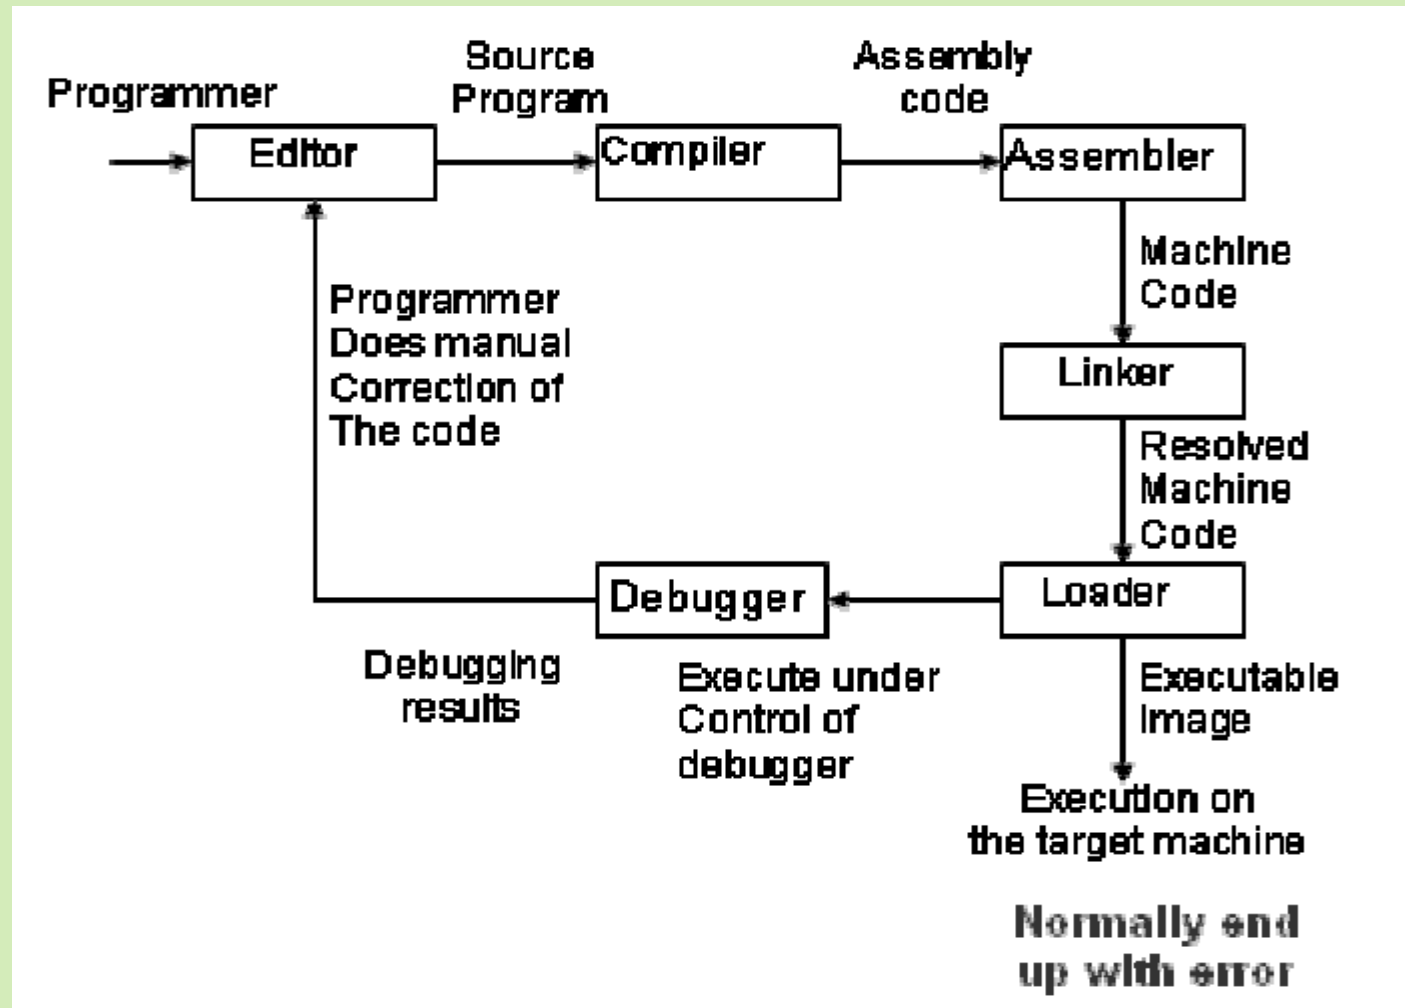 Programmer
Source
Program
Assembly
code
Editor
Compiler
Assembler
Machine
Code
Programmer
Does manual
Correction of
The code
Linker
Resolved
Machine
Code
Debugger
Loader
Debugging
results
Execute under
Control of
debugger
Executable
Image
Execution on
the target machine
Normally end
up with error